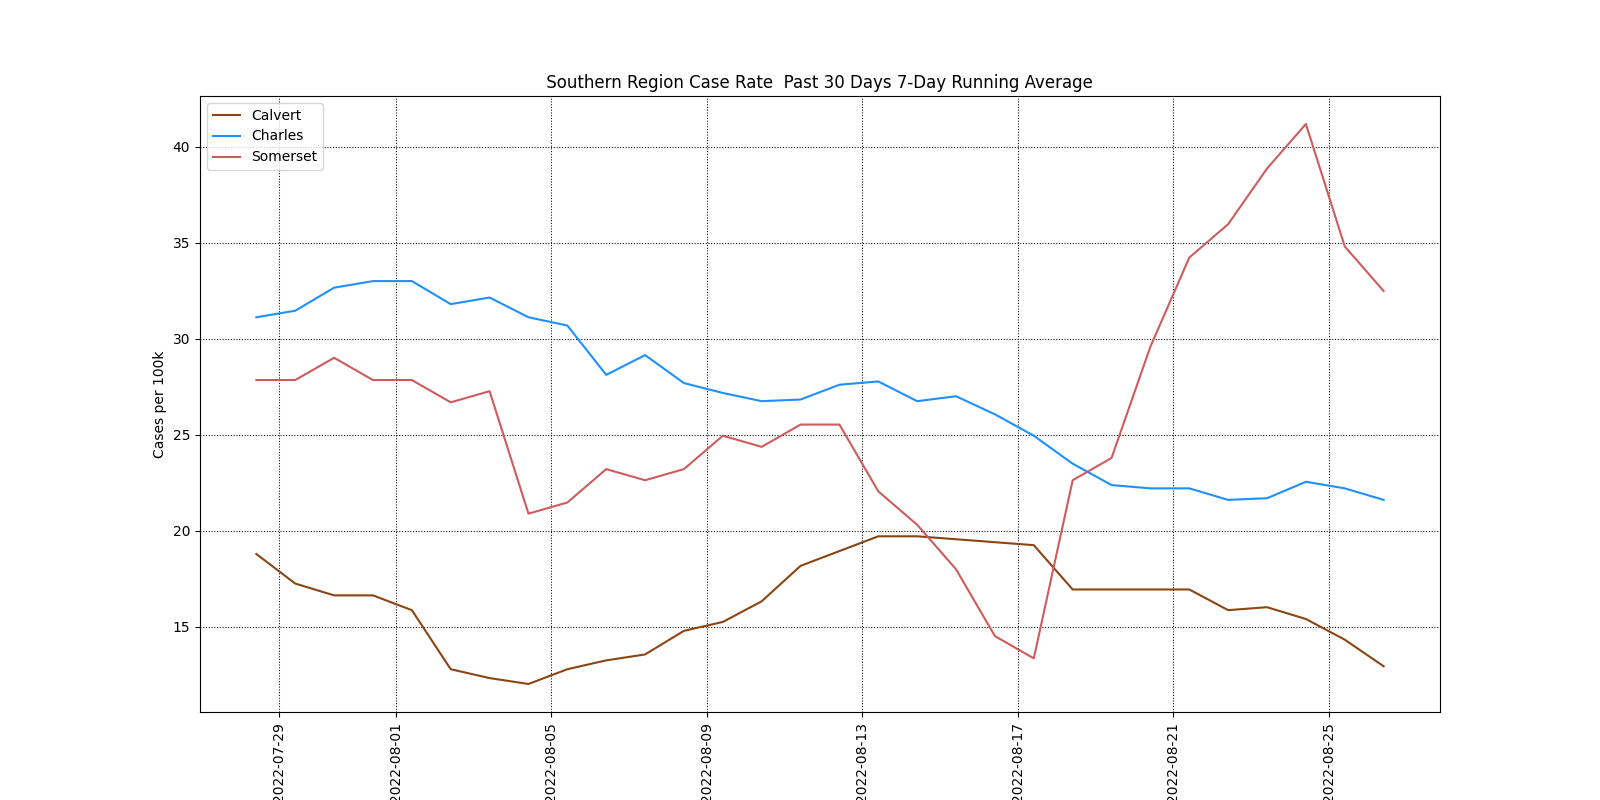 Southern Region Case Rate  Past 30 Days 7-Day Running Average
Calvert
Charles
Somerset
Cases per 100k
40
35
30
25
20
15
2022-07-29
2022-08-01
2022-08-05
2022-08-09
2022-08-13
2022-08-17
2022-08-21
2022-08-25